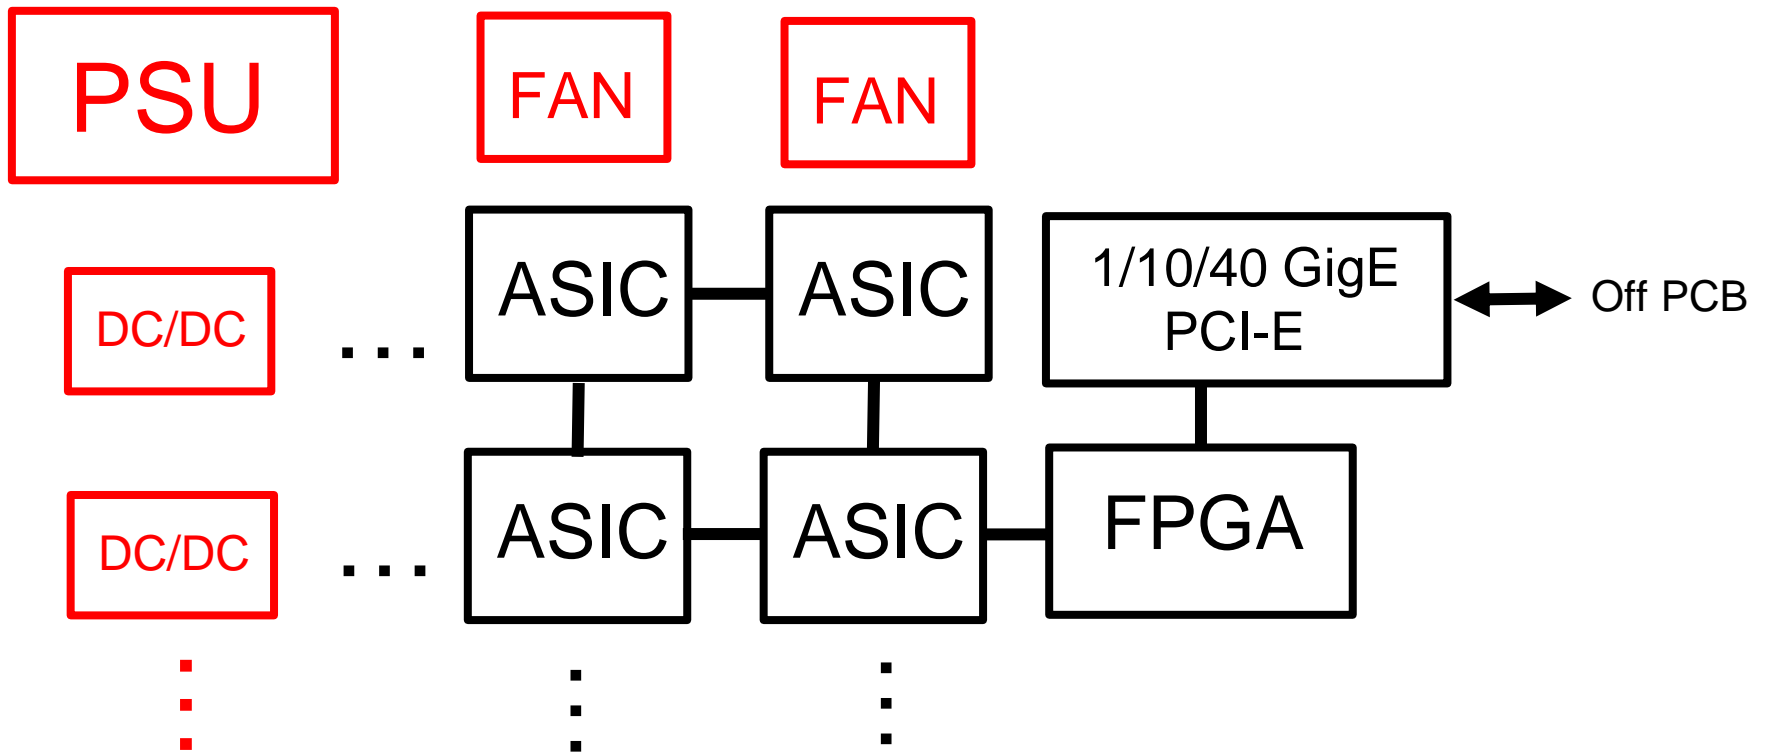 PSU
FAN
FAN
ASIC
ASIC
1/10/40 GigE
PCI-E
Off PCB
DC/DC
. . .
ASIC
ASIC
FPGA
DC/DC
. . .